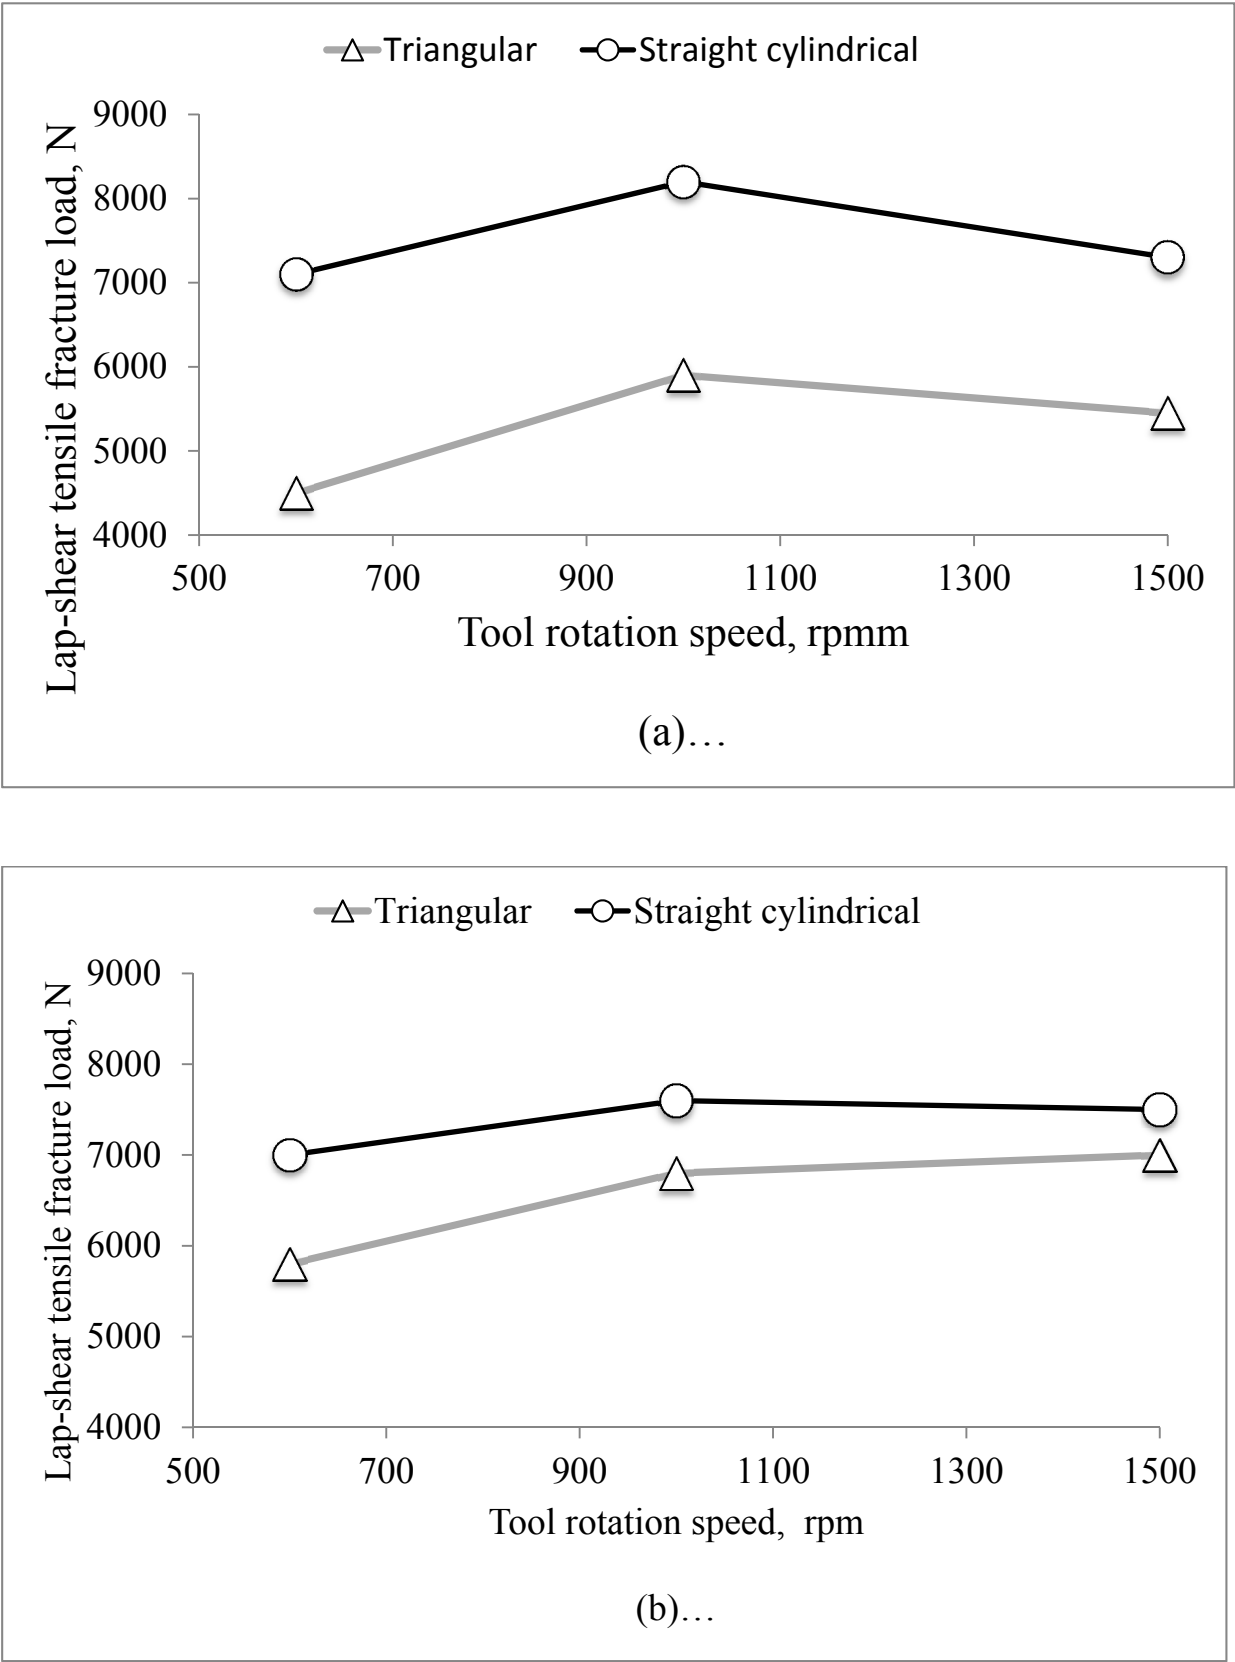 Triangular Straight cylindrical
Lap-shear tensile fracture load, N
9000
8000
7000
6000
5000
4000
500 700 900 1100 1300 1500
Tool rotation speed, rpmm
(a)…
Triangular Straight cylindrical
Lap-shear tensile fracture load, N
9000
8000
7000
6000
5000
4000
500 700 900 1100 1300 1500
Tool rotation speed,  rpm
(b)…